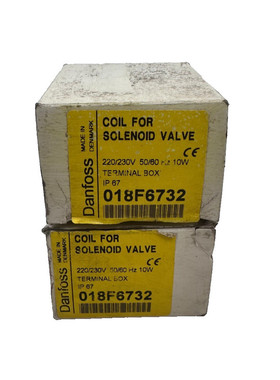 Danfoss
MADE IN
DENMARK
COIL FOR
SOLENOID VALVE
CE
220/230V 50/60 Hz 10W
TERMINAL BOX
IP 67
018F6732
Danfoss
MADE IN
DENMARK
COIL FOR
SOLENOID VALVE
CE
220/230V 50/60 Hz 10W
TERMINAL BOX
IP 67
018F6732